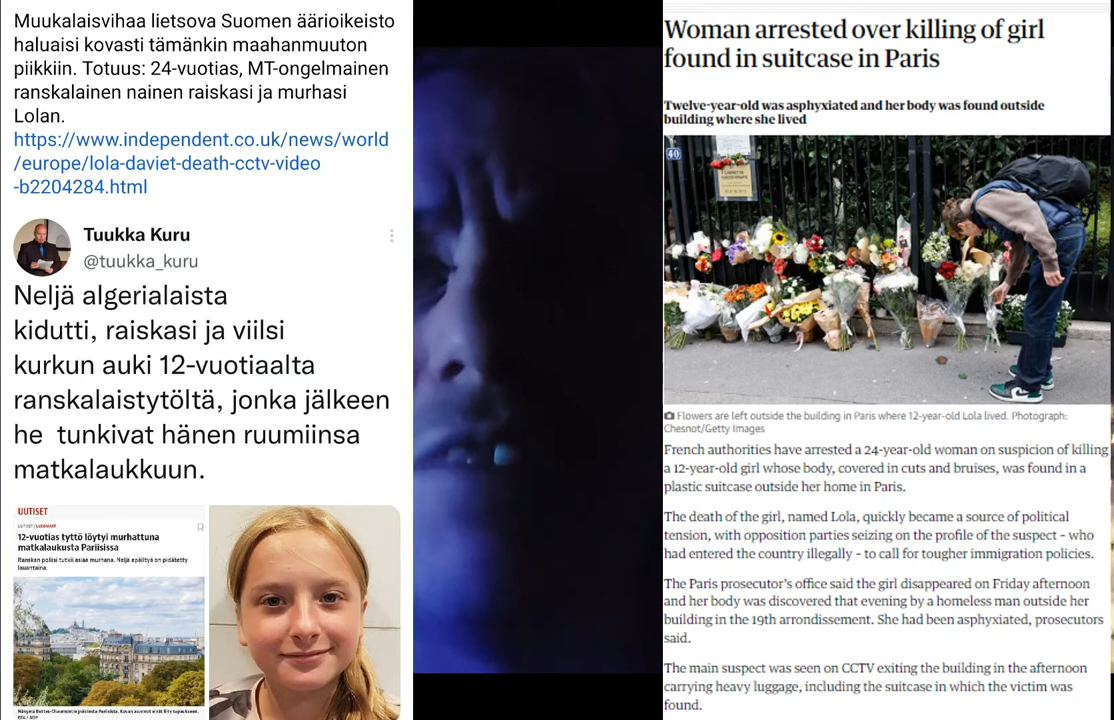 Muukalaisvihaa lietsova Suomen äärioikeisto
haluaisi kovasti tämänkin maahanmuuton
piikkiin. Totuus: 24-vuotias, MT-ongelmainen
ranskalainen nainen raiskasi ja murhasi
Lolan.
https://www.independent.co.uk/news/world
/europe/lola-daviet-death-cctv-video
-b2204284.html
Tuukka Kuru
@tuukka_kuru
Neljä algerialaista
kidutti, raiskasi ja viilsi
kurkun auki 12-vuotiaalta
ranskalaistytöltä, jonka jälkeen
he tunkivat hänen ruumiinsa
matkalaukkuun.
UUTISET
12-vuotias tyttö löytyi murhattuna
matkalaukusta Pariisissa
Ranskan poliisi tutkii asiaa murhana. Neljä epäiltyä on pidätetty
lauantaina.
Woman arrested over killing of girl
found in suitcase in Paris
Twelve-year-old was asphyxiated and her body was found outside
building where she lived
40
Flowers are left outside the building in Paris where 12-year-old Lola lived. Photograph:
Chesnot/Getty Images
French authorities have arrested a 24-year-old woman on suspicion of killing
a 12-year-old girl whose body, covered in cuts and bruises, was found in a
plastic suitcase outside her home in Paris.
The death of the girl, named Lola, quickly became a source of political
tension, with opposition parties seizing on the profile of the suspect – who
had entered the country illegally – to call for tougher immigration policies.
The Paris prosecutor's office said the girl disappeared on Friday afternoon
and her body was discovered that evening by a homeless man outside her
building in the 19th arrondissement. She had been asphyxiated, prosecutors
said.
The main suspect was seen on CCTV exiting the building in the afternoon
carrying heavy luggage, including the suitcase in which the victim was
found.